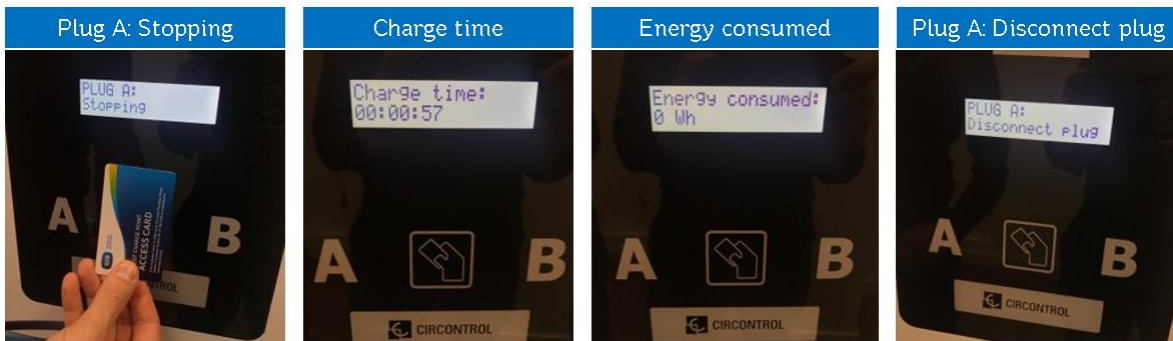 Plug A: Stopping
Charge time
Energy consumed
Plug A: Disconnect plug
PLUG A:
Stopping
A
B
ACCESS CARD
Charge time:
00:00:57
A
B
CIRCONTROL
Energy consumed:
0 Wh
A
B
CIRCONTROL
PLUG A:
Disconnect plug
A
B
CIRCONTROL